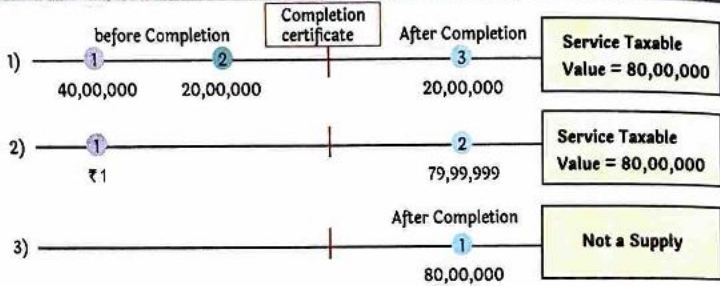 Completion
certificate
before Completion
After Completion
1)
1
2
3
40,00,000
20,00,000
20,00,000
Service Taxable
Value = 80,00,000
2)
1
2
₹1
79,99,999
Service Taxable
Value = 80,00,000
After Completion
3)
1
80,00,000
Not a Supply